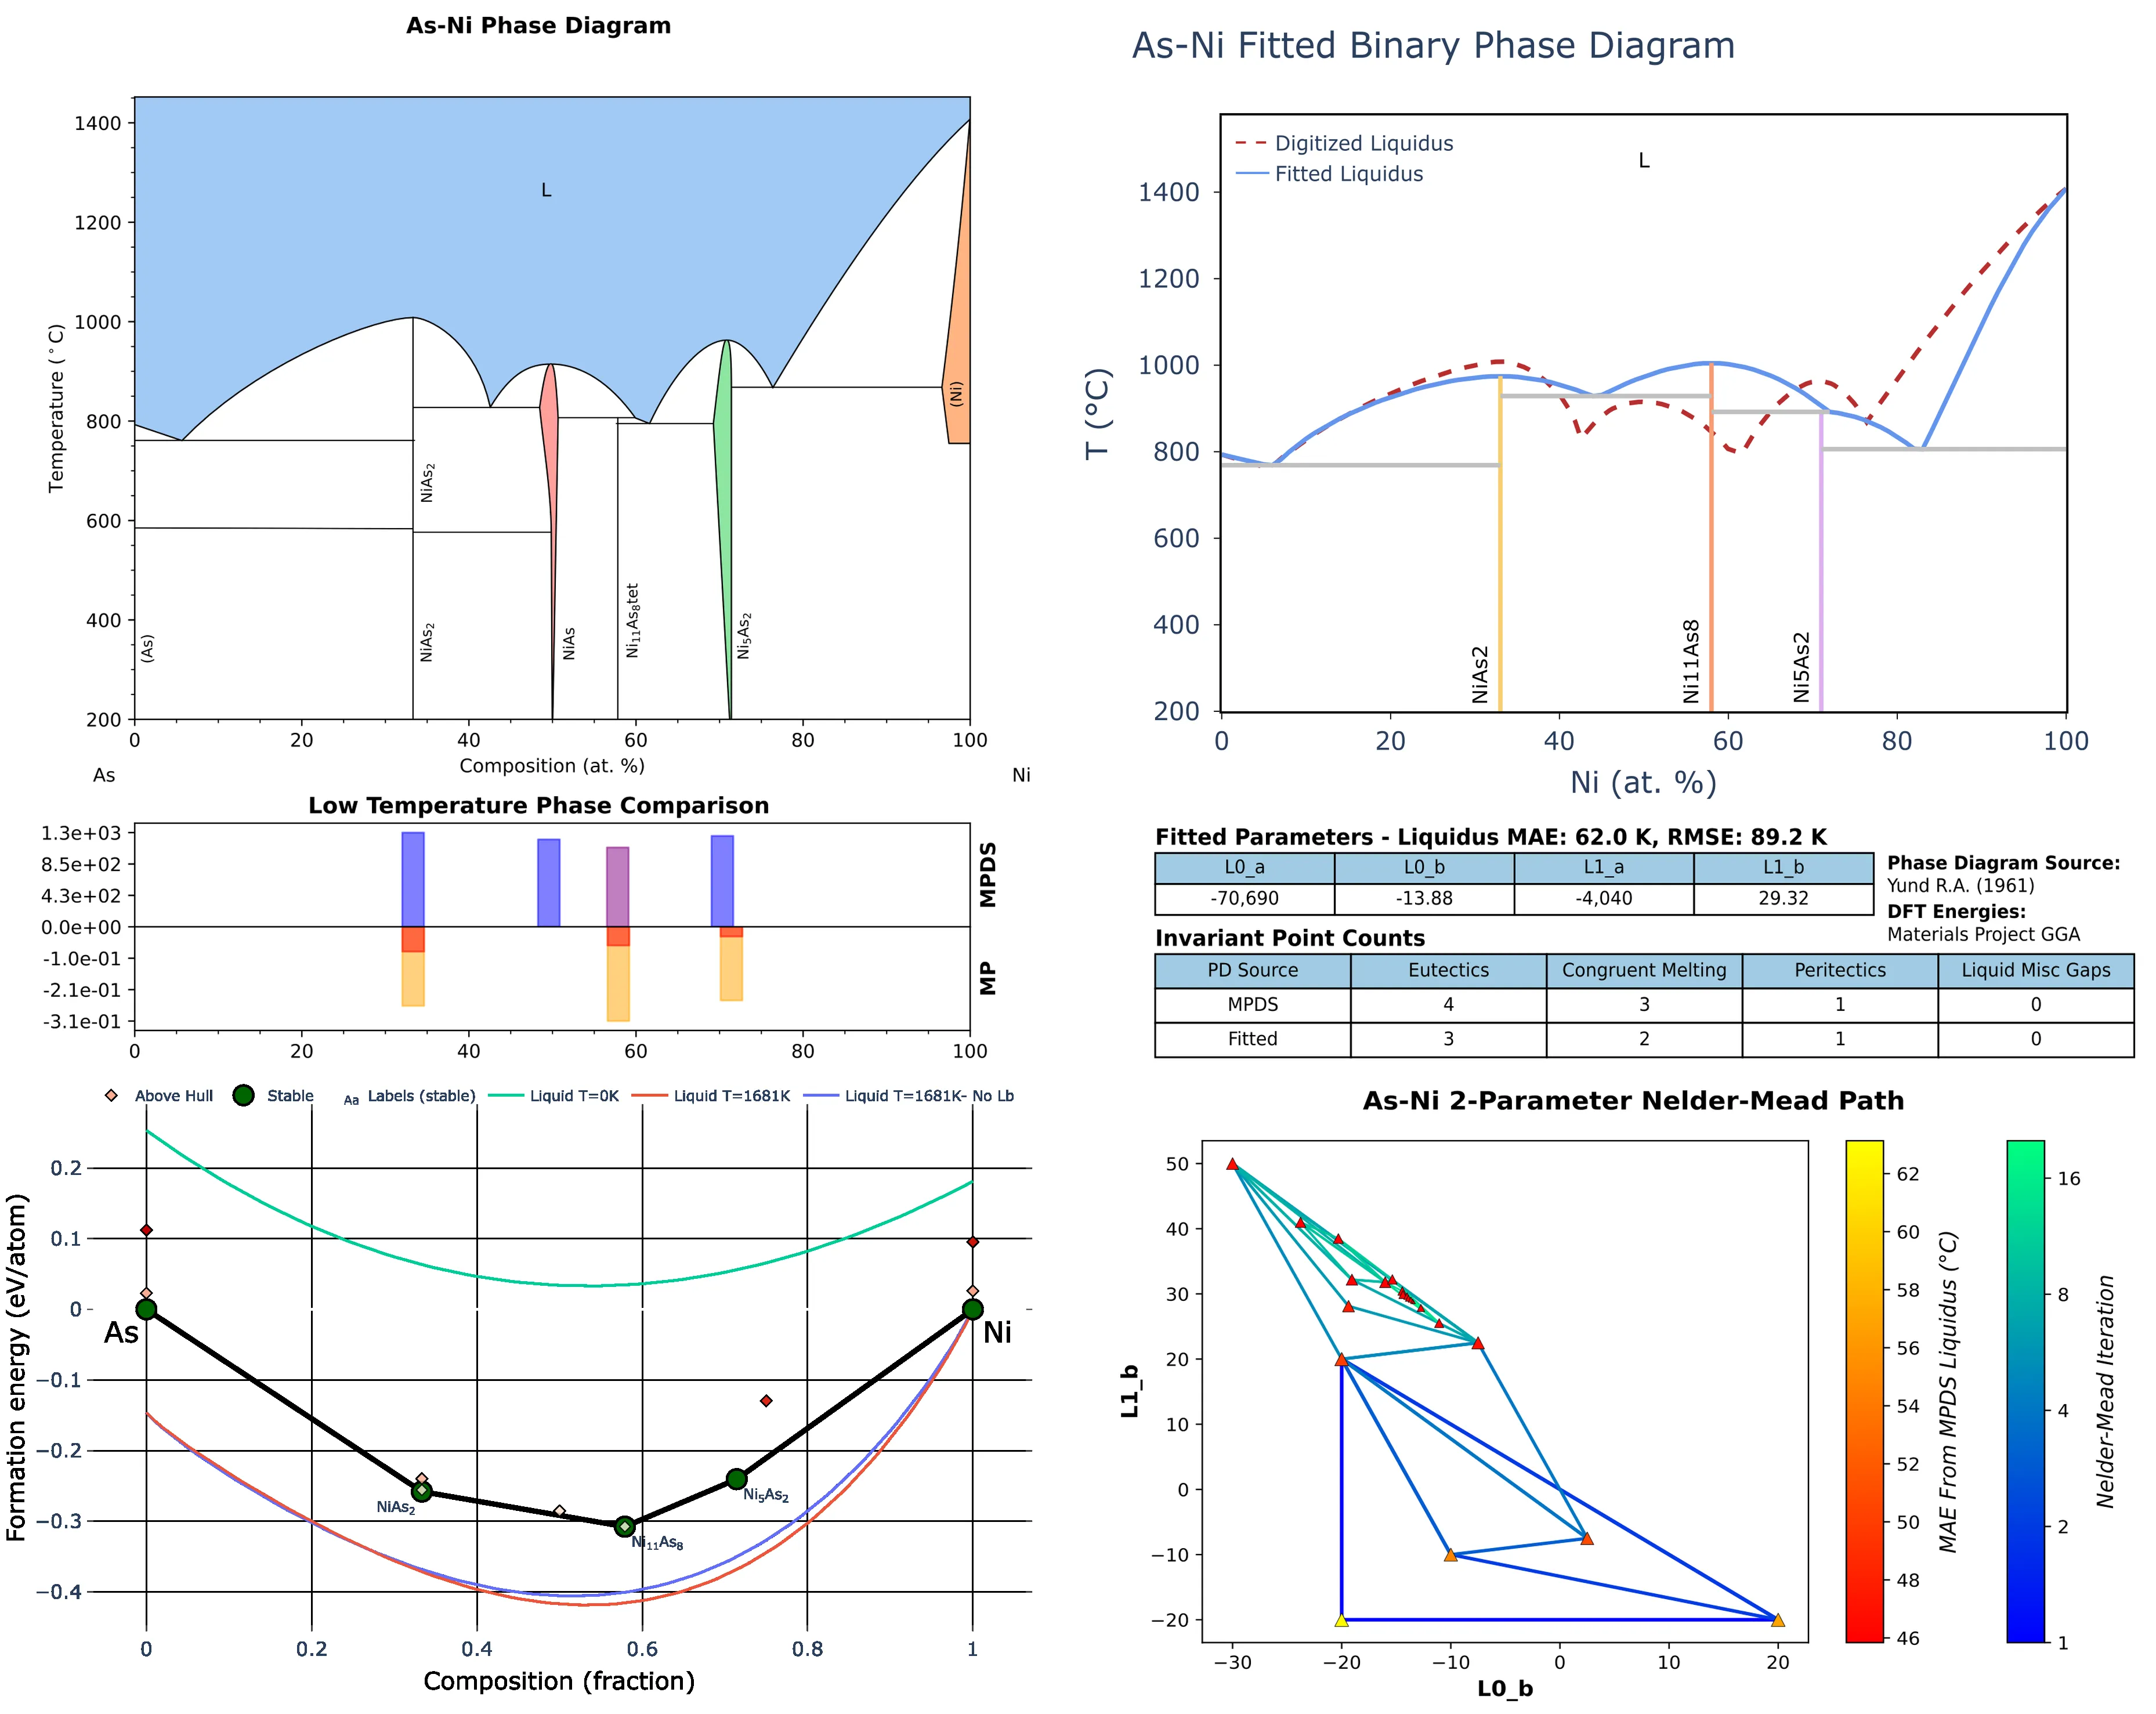 As-Ni Phase Diagram
Temperature (°C)
1400
1200
1000
800
600
400
200
L
(As)
NiAs₂
NiAs₂
NiAs
Ni₁₁As₈tet
Ni₅As₂
(Ni)
0 20 40 60 80 100
Composition (at. %)
As Ni
As-Ni Fitted Binary Phase Diagram
Digitized Liquidus
Fitted Liquidus
L
T (°C)
1400
1200
1000
800
600
400
200
NiAs2
Ni11As8
Ni5As2
0 20 40 60 80 100
Ni (at. %)
Low Temperature Phase Comparison
1.3e+03
8.5e+02
4.3e+02
0.0e+00
-1.0e-01
-2.1e-01
-3.1e-01
MPDS
MP
0 20 40 60 80 100
Fitted Parameters - Liquidus MAE: 62.0 K, RMSE: 89.2 K
L0_a L0_b L1_a L1_b
-70,690 -13.88 -4,040 29.32
Phase Diagram Source:
Yund R.A. (1961)
DFT Energies:
Materials Project GGA
Invariant Point Counts
PD Source Eutectics Congruent Melting Peritectics Liquid Misc Gaps
MPDS 4 3 1 0
Fitted 3 2 1 0
Above Hull Stable Aa Labels (stable) Liquid T=0K Liquid T=1681K Liquid T=1681K- No Lb
Formation energy (eV/atom)
0.2
0.1
0
−0.1
−0.2
−0.3
−0.4
As
Ni
NiAs₂
Ni₁₁As₈
Ni₅As₂
0 0.2 0.4 0.6 0.8 1
Composition (fraction)
As-Ni 2-Parameter Nelder-Mead Path
L1_b
50
40
30
20
10
0
−10
−20
−30 −20 −10 0 10 20
L0_b
62
60
58
56
54
52
50
48
46
MAE From MPDS Liquidus (°C)
16
8
4
2
1
Nelder-Mead Iteration